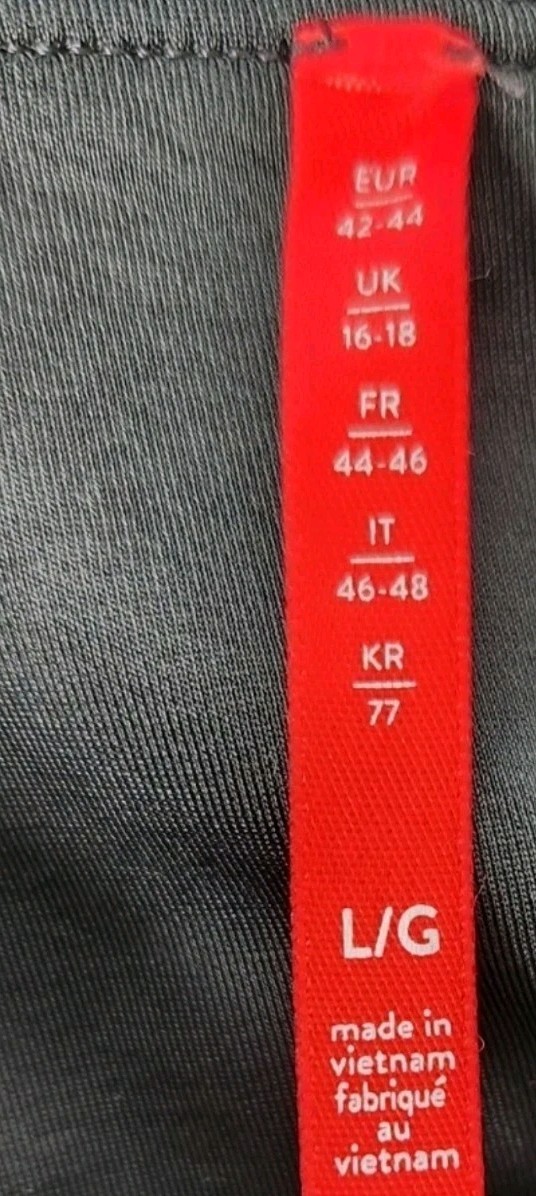 EUR
42-44
UK
16-18
FR
44-46
IT
46-48
KR
77
L/G
made in
vietnam
fabriqué
au
vietnam